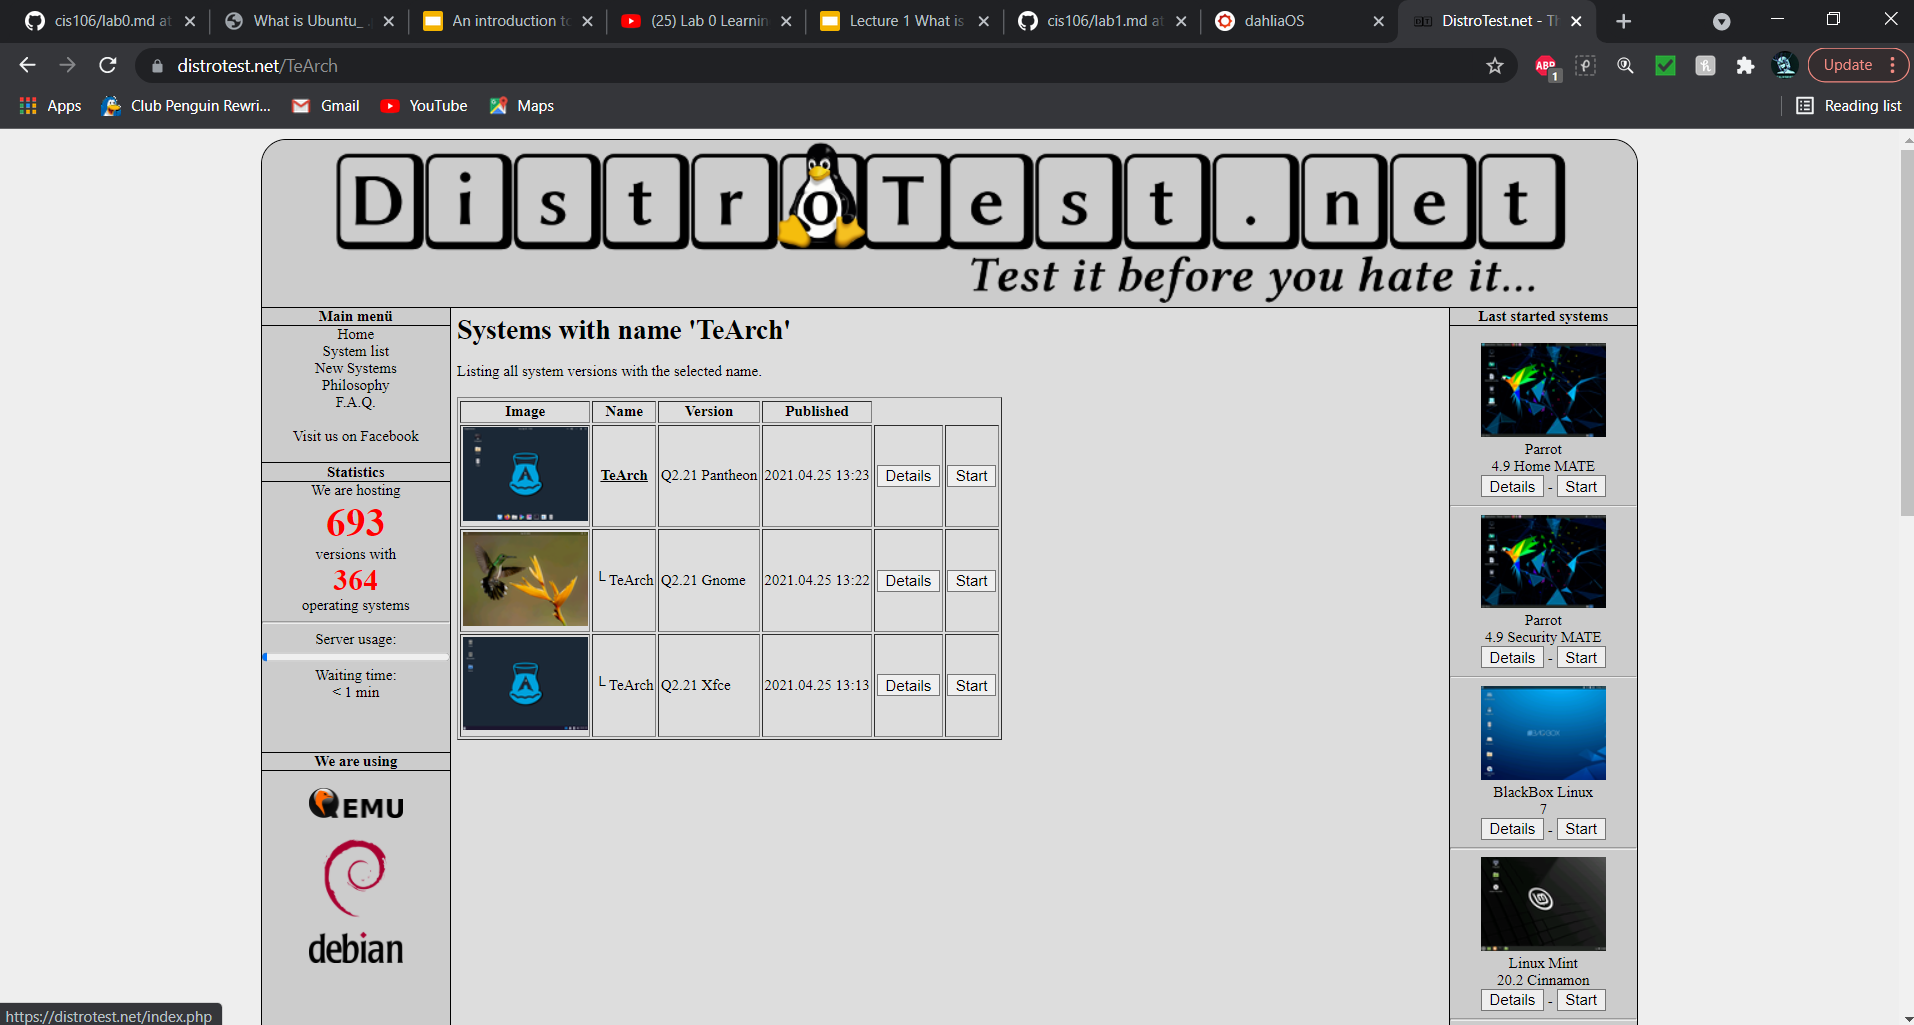 cis106/lab0.md at
What is Ubuntu_
An introduction to
(25) Lab 0 Learnin
Lecture 1 What is
cis106/lab1.md at
dahliaOS
DistroTest.net - Th
distrotest.net/TeArch
ABP
1
Update
Apps
Club Penguin Rewri...
Gmail
YouTube
Maps
Reading list
DistroTest.net
Test it before you hate it...
Main menü
Home
System list
New Systems
Philosophy
F.A.Q.
Visit us on Facebook
Statistics
We are hosting
693
versions with
364
operating systems
Server usage:
Waiting time:
< 1 min
We are using
QEMU
debian
Systems with name 'TeArch'
Listing all system versions with the selected name.
Image Name Version Published
TeArch Q2.21 Pantheon 2021.04.25 13:23 Details Start
└ TeArch Q2.21 Gnome 2021.04.25 13:22 Details Start
└ TeArch Q2.21 Xfce 2021.04.25 13:13 Details Start
Last started systems
Parrot
4.9 Home MATE
Details - Start
Parrot
4.9 Security MATE
Details - Start
BlackBox Linux
7
Details - Start
Linux Mint
20.2 Cinnamon
Details - Start
https://distrotest.net/index.php